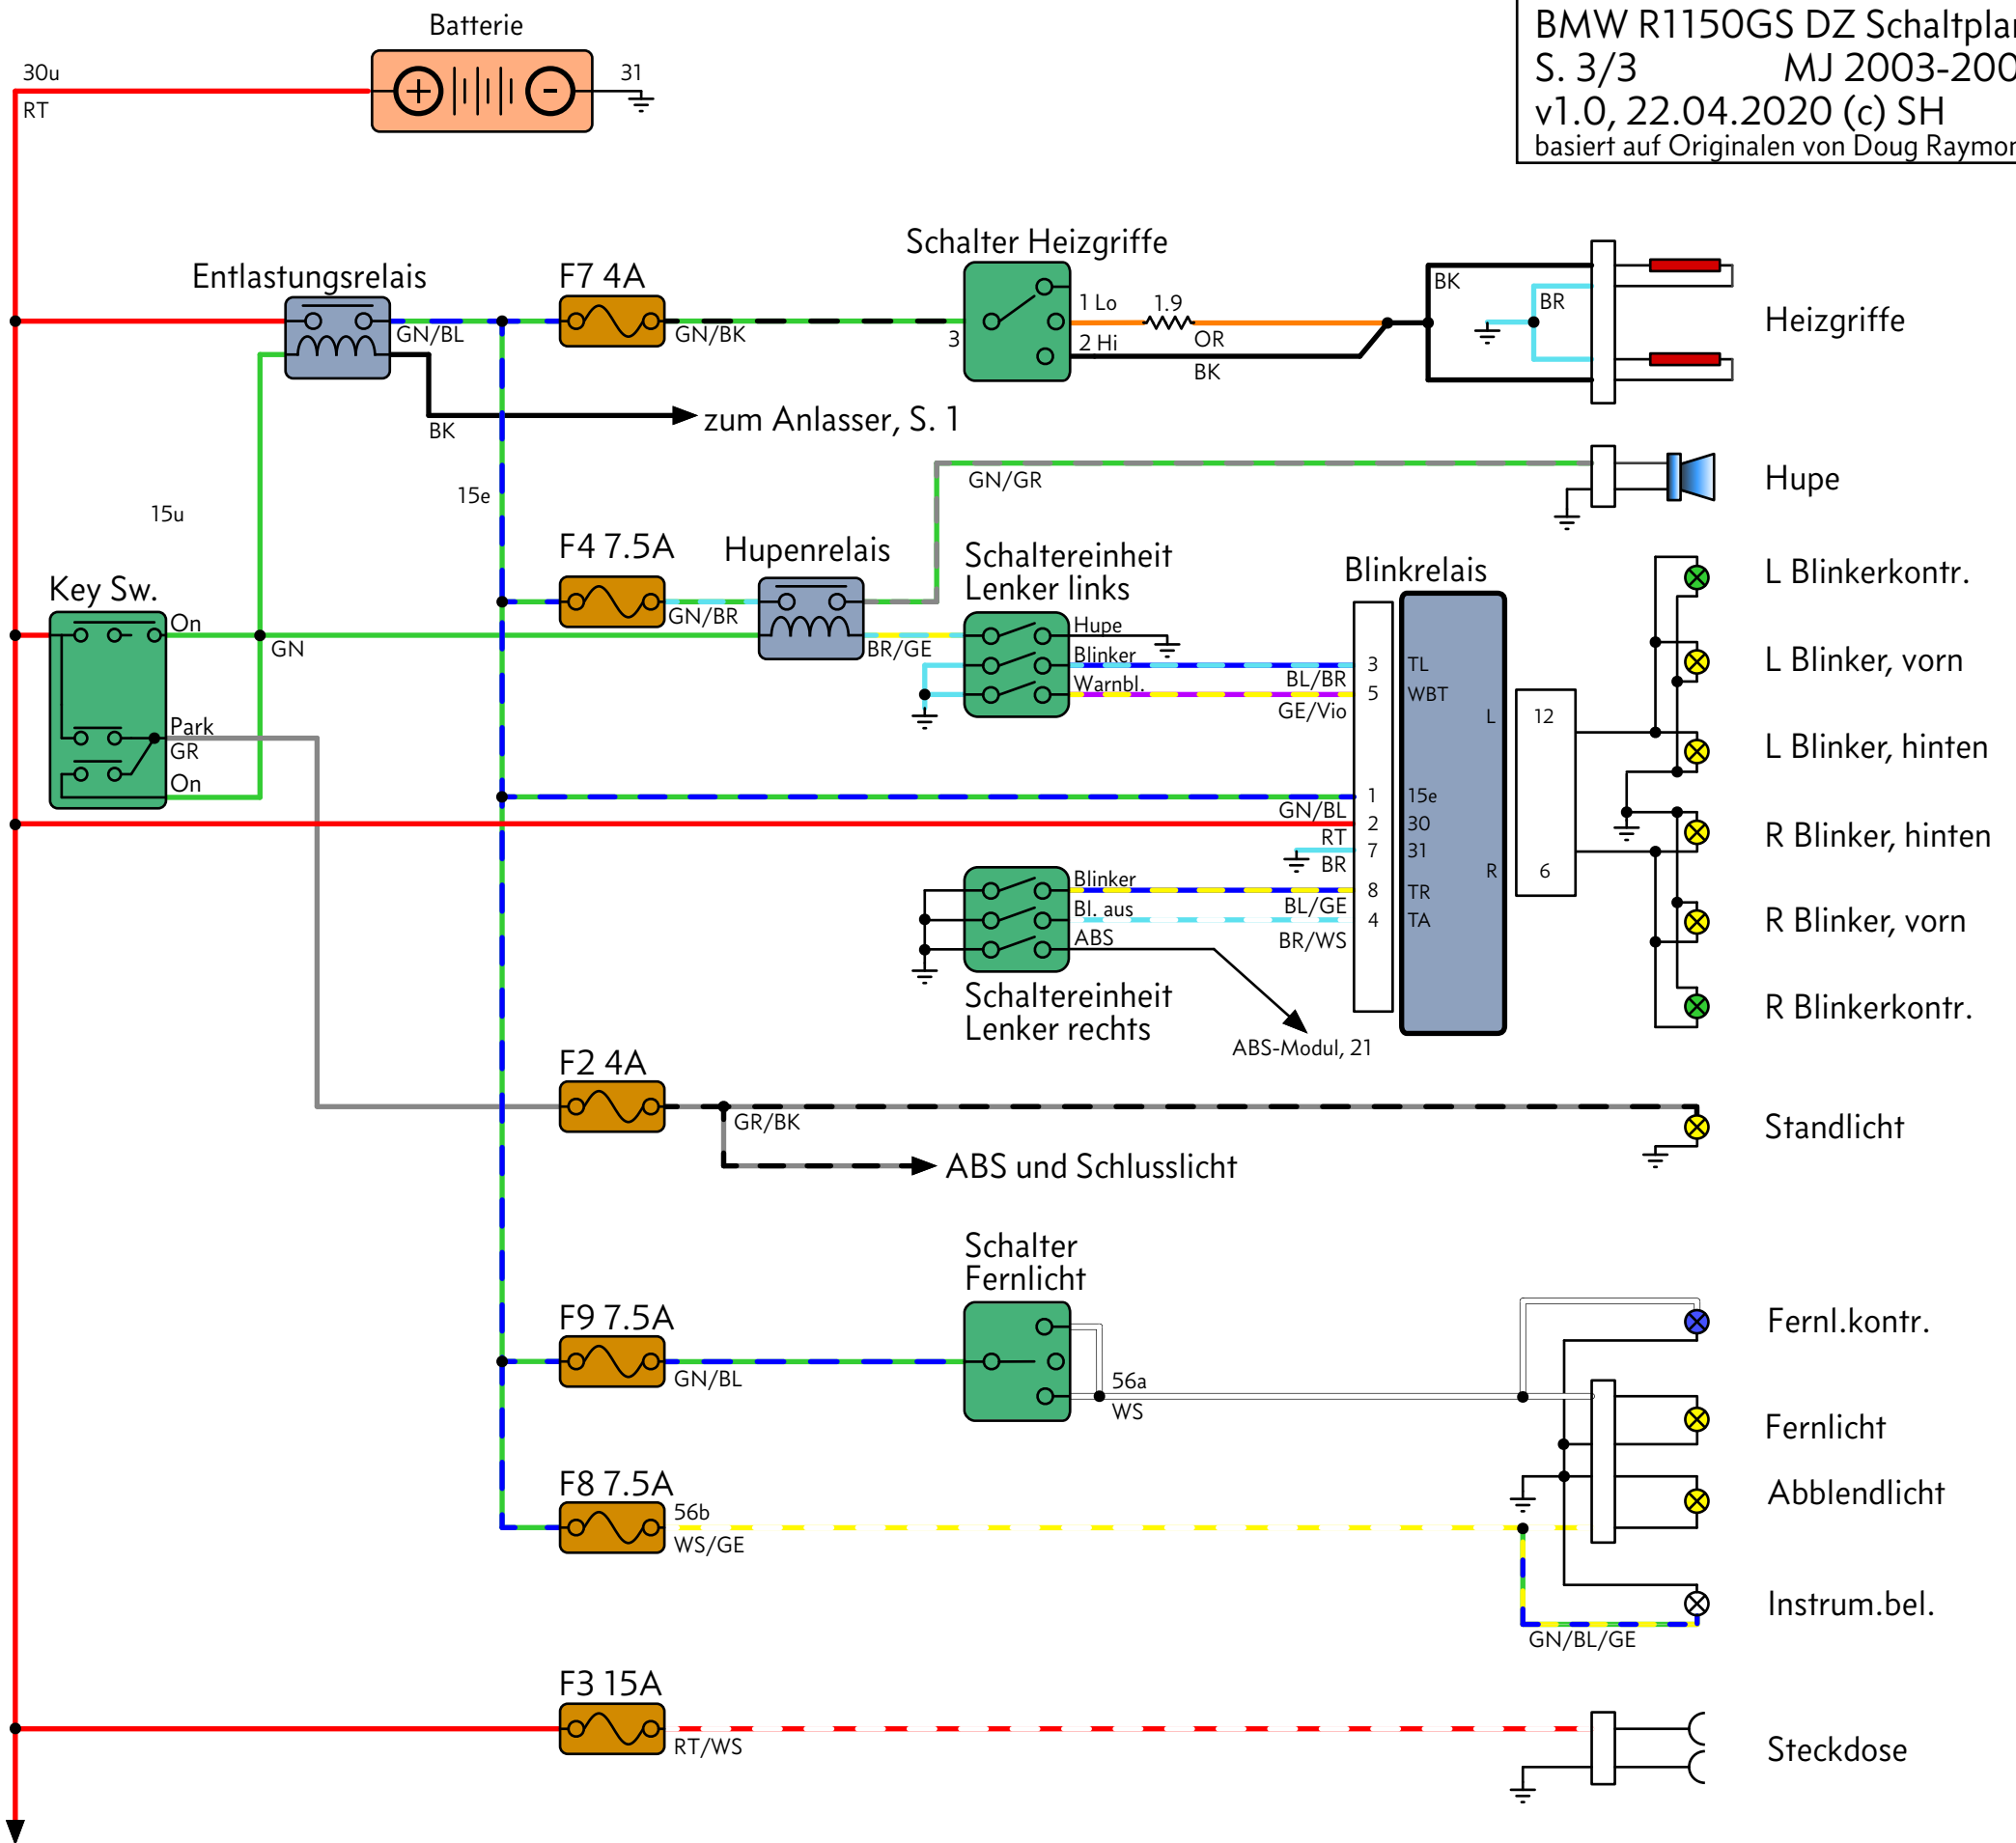 Batterie
30u
RT
31
BMW R1150GS DZ Schaltplan
S. 3/3 MJ 2003-200
v1.0, 22.04.2020 (c) SH
basiert auf Originalen von Doug Raymon
Entlastungsrelais
F7 4A
Schalter Heizgriffe
GN/BL
GN/BK
3
1 Lo
1.9
OR
2 Hi
BK
BK
BR
Heizgriffe
BK
zum Anlasser, S. 1
15u
15e
GN/GR
Hupe
F4 7.5A
Hupenrelais
Schaltereinheit
Lenker links
Blinkrelais
Key Sw.
On
GN
GN/BR
BR/GE
Hupe
Blinker
Warnbl.
BL/BR
GE/Vio
3 TL
5 WBT
L
12
Park
GR
On
L Blinkerkontr.
L Blinker, vorn
L Blinker, hinten
GN/BL
RT
BR
1 15e
2 30
7 31
R
6
Blinker
Bl. aus
ABS
BL/GE
BR/WS
8 TR
4 TA
R Blinker, hinten
R Blinker, vorn
R Blinkerkontr.
Schaltereinheit
Lenker rechts
ABS-Modul, 21
F2 4A
GR/BK
Standlicht
ABS und Schlusslicht
Schalter
Fernlicht
F9 7.5A
GN/BL
56a
WS
Fernl.kontr.
Fernlicht
F8 7.5A
56b
WS/GE
Abblendlicht
GN/BL/GE
Instrum.bel.
F3 15A
RT/WS
Steckdose